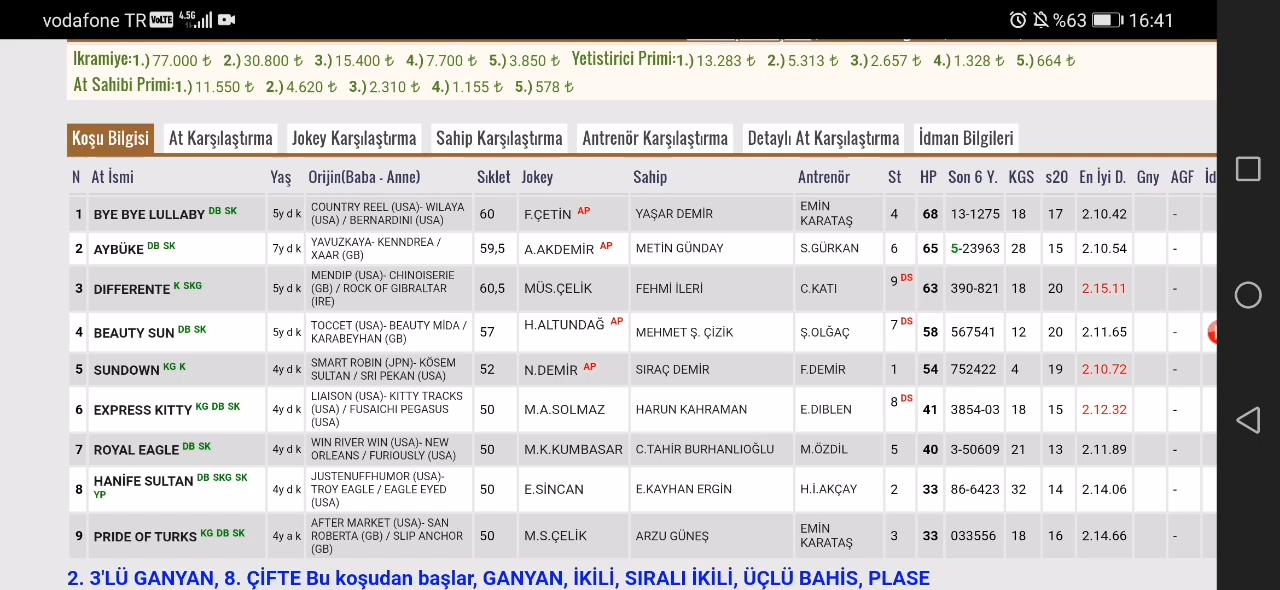 vodafone TR VoLTE 4.5G %63 16:41
Ikramiye:1.) 77.000 ₺ 2.) 30.800 ₺ 3.) 15.400 ₺ 4.) 7.700 ₺ 5.) 3.850 ₺ Yetistirici Primi:1.) 13.283 ₺ 2.) 5.313 ₺ 3.) 2.657 ₺ 4.) 1.328 ₺ 5.) 664 ₺
At Sahibi Primi:1.) 11.550 ₺ 2.) 4.620 ₺ 3.) 2.310 ₺ 4.) 1.155 ₺ 5.) 578 ₺
Koşu Bilgisi At Karşılaştırma Jokey Karşılaştırma Sahip Karşılaştırma Antrenör Karşılaştırma Detaylı At Karşılaştırma İdman Bilgileri
N At İsmi Yaş Orijin(Baba - Anne) Sıklet Jokey Sahip Antrenör St HP Son 6 Y. KGS s20 En İyi D. Gny AGF İd
1 BYE BYE LULLABY DB SK 5y d k COUNTRY REEL (USA)- WILAYA (USA) / BERNARDINI (USA) 60 F.ÇETİN AP YAŞAR DEMİR EMİN KARATAŞ 4 68 13-1275 18 17 2.10.42 -
2 AYBÜKE DB SK 7y d k YAVUZKAYA- KENNDREA / XAAR (GB) 59,5 A.AKDEMİR AP METİN GÜNDAY S.GÜRKAN 6 65 5-23963 28 15 2.10.54 -
3 DIFFERENTE K SKG 5y d k MENDIP (USA)- CHINOISERIE (GB) / ROCK OF GIBRALTAR (IRE) 60,5 MÜS.ÇELİK FEHMİ İLERİ C.KATI 9 DS 63 390-821 18 20 2.15.11 -
4 BEAUTY SUN DB SK 5y d k TOCCET (USA)- BEAUTY MİDA / KARABEYHAN (GB) 57 H.ALTUNDAĞ AP MEHMET Ş. ÇİZİK Ş.OLĞAÇ 7 DS 58 567541 12 20 2.11.65 -
5 SUNDOWN KG K 4y d k SMART ROBIN (JPN)- KÖSEM SULTAN / SRI PEKAN (USA) 52 N.DEMİR AP SIRAÇ DEMİR F.DEMİR 1 54 752422 4 19 2.10.72 -
6 EXPRESS KITTY KG DB SK 4y d k LIAISON (USA)- KITTY TRACKS (USA) / FUSAICHI PEGASUS (USA) 50 M.A.SOLMAZ HARUN KAHRAMAN E.DIBLEN 8 DS 41 3854-03 18 15 2.12.32 -
7 ROYAL EAGLE DB SK 4y d k WIN RIVER WIN (USA)- NEW ORLEANS / FURIOUSLY (USA) 50 M.K.KUMBASAR C.TAHİR BURHANLIOĞLU M.ÖZDİL 5 40 3-50609 21 13 2.11.89 -
8 HANİFE SULTAN DB SKG SK YP 4y d k JUSTENUFFHUMOR (USA)- TROY EAGLE / EAGLE EYED (USA) 50 E.SİNCAN E.KAYHAN ERGİN H.İ.AKÇAY 2 33 86-6423 32 14 2.14.06 -
9 PRIDE OF TURKS KG DB SK 4y a k AFTER MARKET (USA)- SAN ROBERTA (GB) / SLIP ANCHOR (GB) 50 M.S.ÇELİK ARZU GÜNEŞ EMİN KARATAŞ 3 33 033556 18 16 2.14.66 -
2. 3'LÜ GANYAN, 8. ÇİFTE Bu koşudan başlar, GANYAN, İKİLİ, SIRALI İKİLİ, ÜÇLÜ BAHİS, PLASE